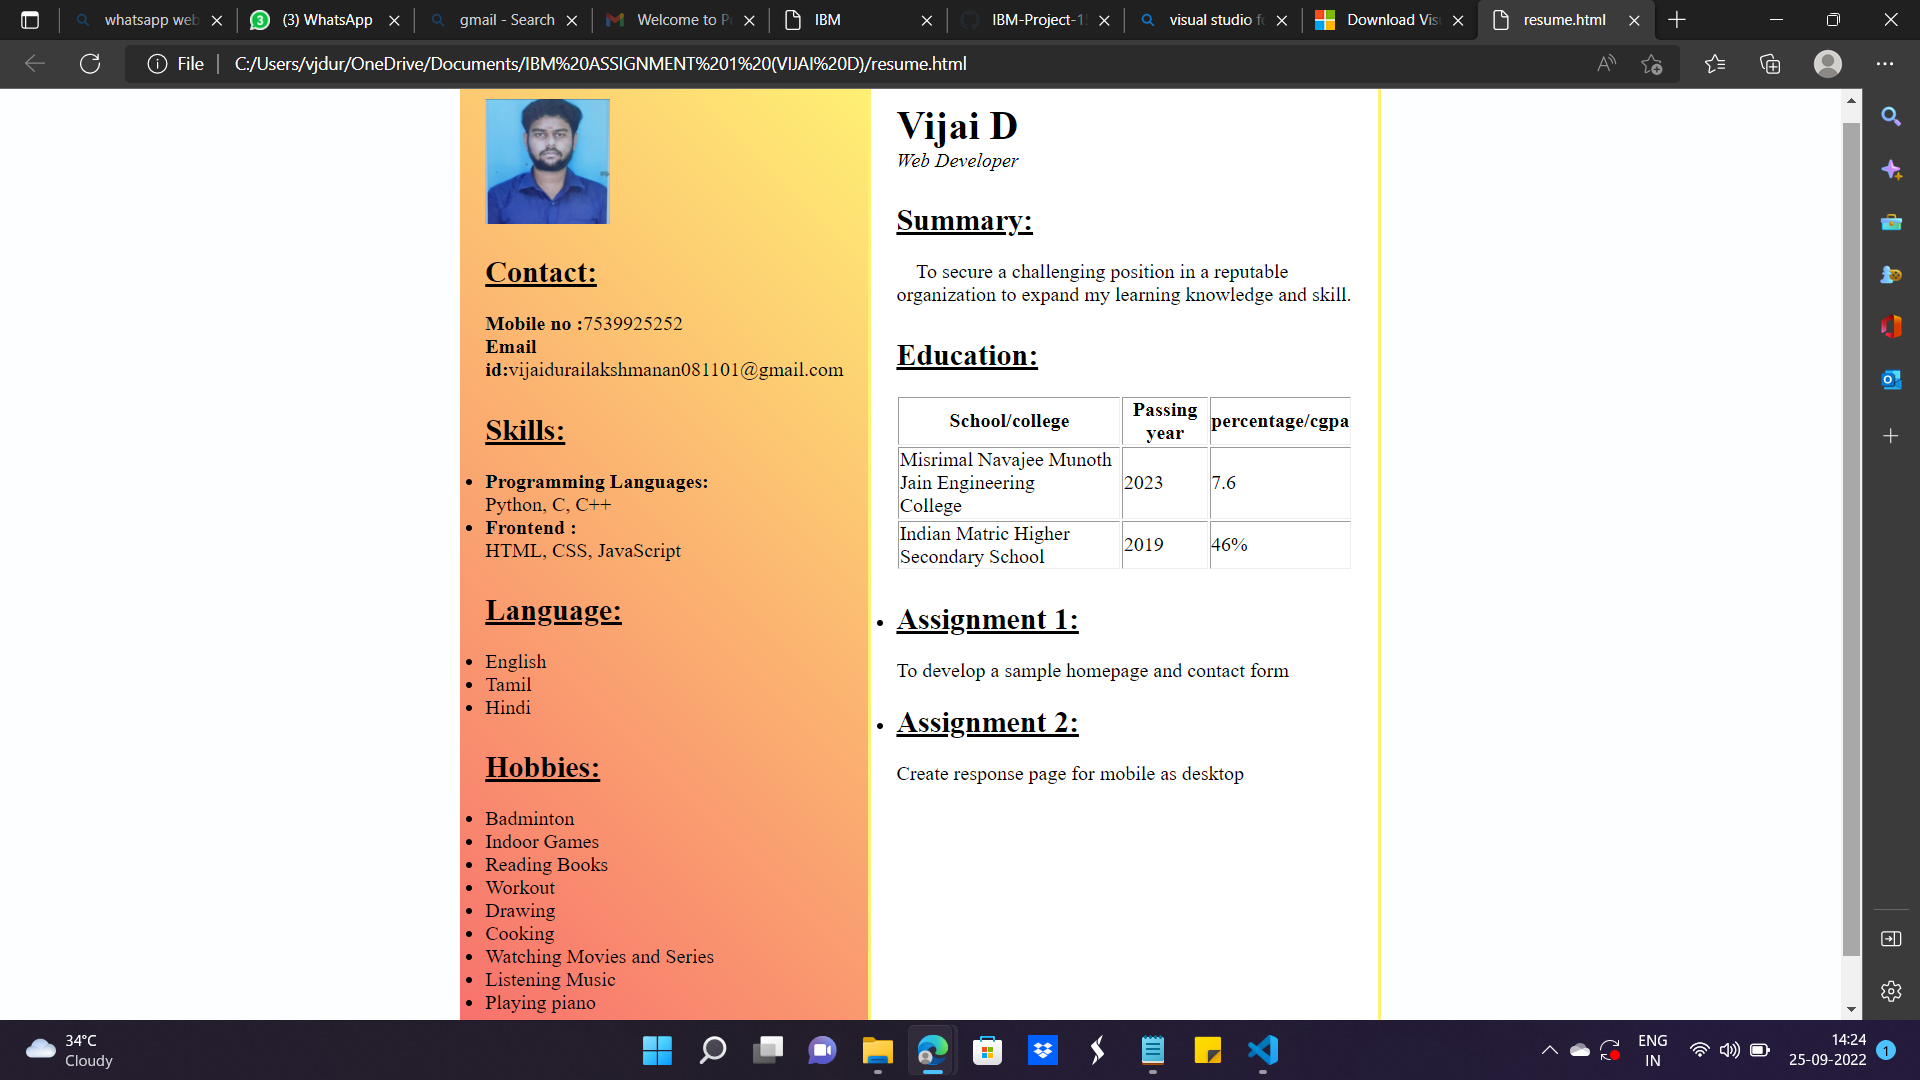 whatsapp web
(3) WhatsApp
gmail - Search
Welcome to P
IBM
IBM-Project-1
visual studio f
Download Vis
resume.html
File
C:/Users/vjdur/OneDrive/Documents/IBM%20ASSIGNMENT%201%20(VIJAI%20D)/resume.html
Contact:
Mobile no :7539925252
Email
id:vijaidurailakshmanan081101@gmail.com
Skills:
• Programming Languages:
Python, C, C++
• Frontend :
HTML, CSS, JavaScript
Language:
• English
• Tamil
• Hindi
Hobbies:
• Badminton
• Indoor Games
• Reading Books
• Workout
• Drawing
• Cooking
• Watching Movies and Series
• Listening Music
• Playing piano
Vijai D
Web Developer
Summary:
To secure a challenging position in a reputable
organization to expand my learning knowledge and skill.
Education:
School/college Passing year percentage/cgpa
Misrimal Navajee Munoth
Jain Engineering
College 2023 7.6
Indian Matric Higher
Secondary School 2019 46%
• Assignment 1:
To develop a sample homepage and contact form
• Assignment 2:
Create response page for mobile as desktop
34°C
Cloudy
ENG
IN
14:24
25-09-2022
1